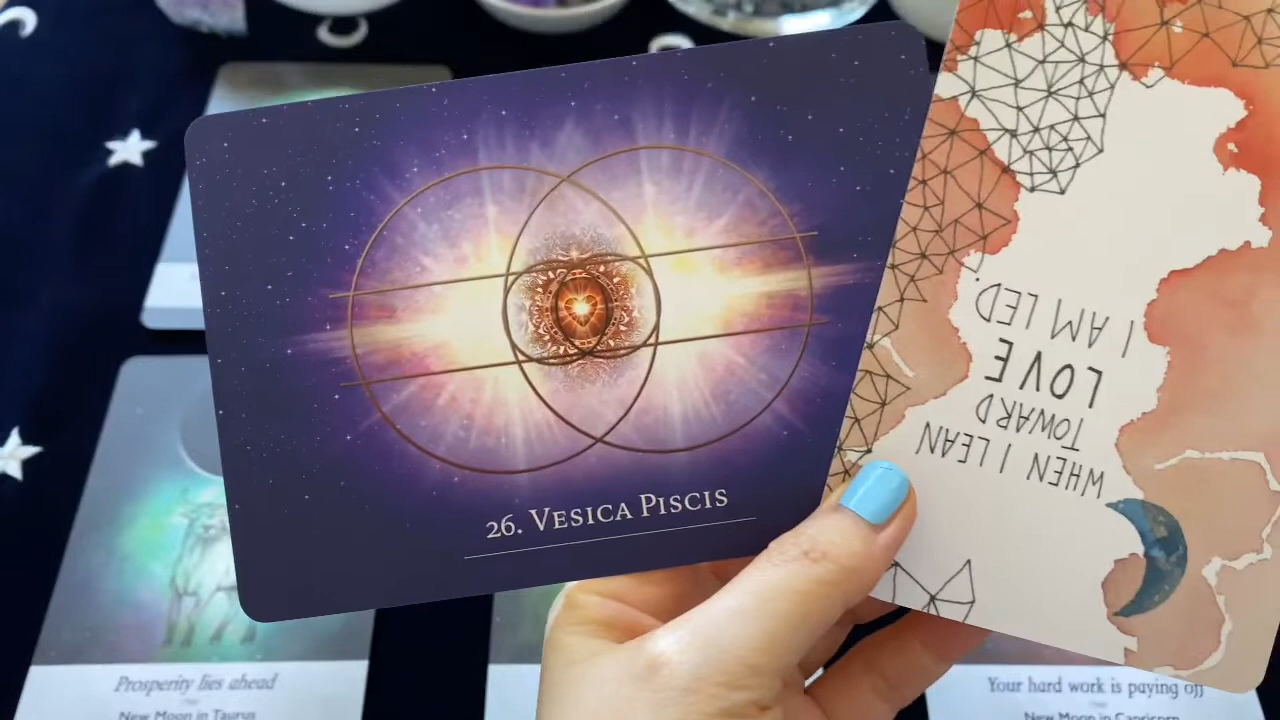 26. VESICA PISCIS
WHEN I LEAN
TOWARD
LOVE
I AM LED.
Prosperity lies ahead
New Moon in Taurus
Your hard work is paying off
New Moon in Capricorn